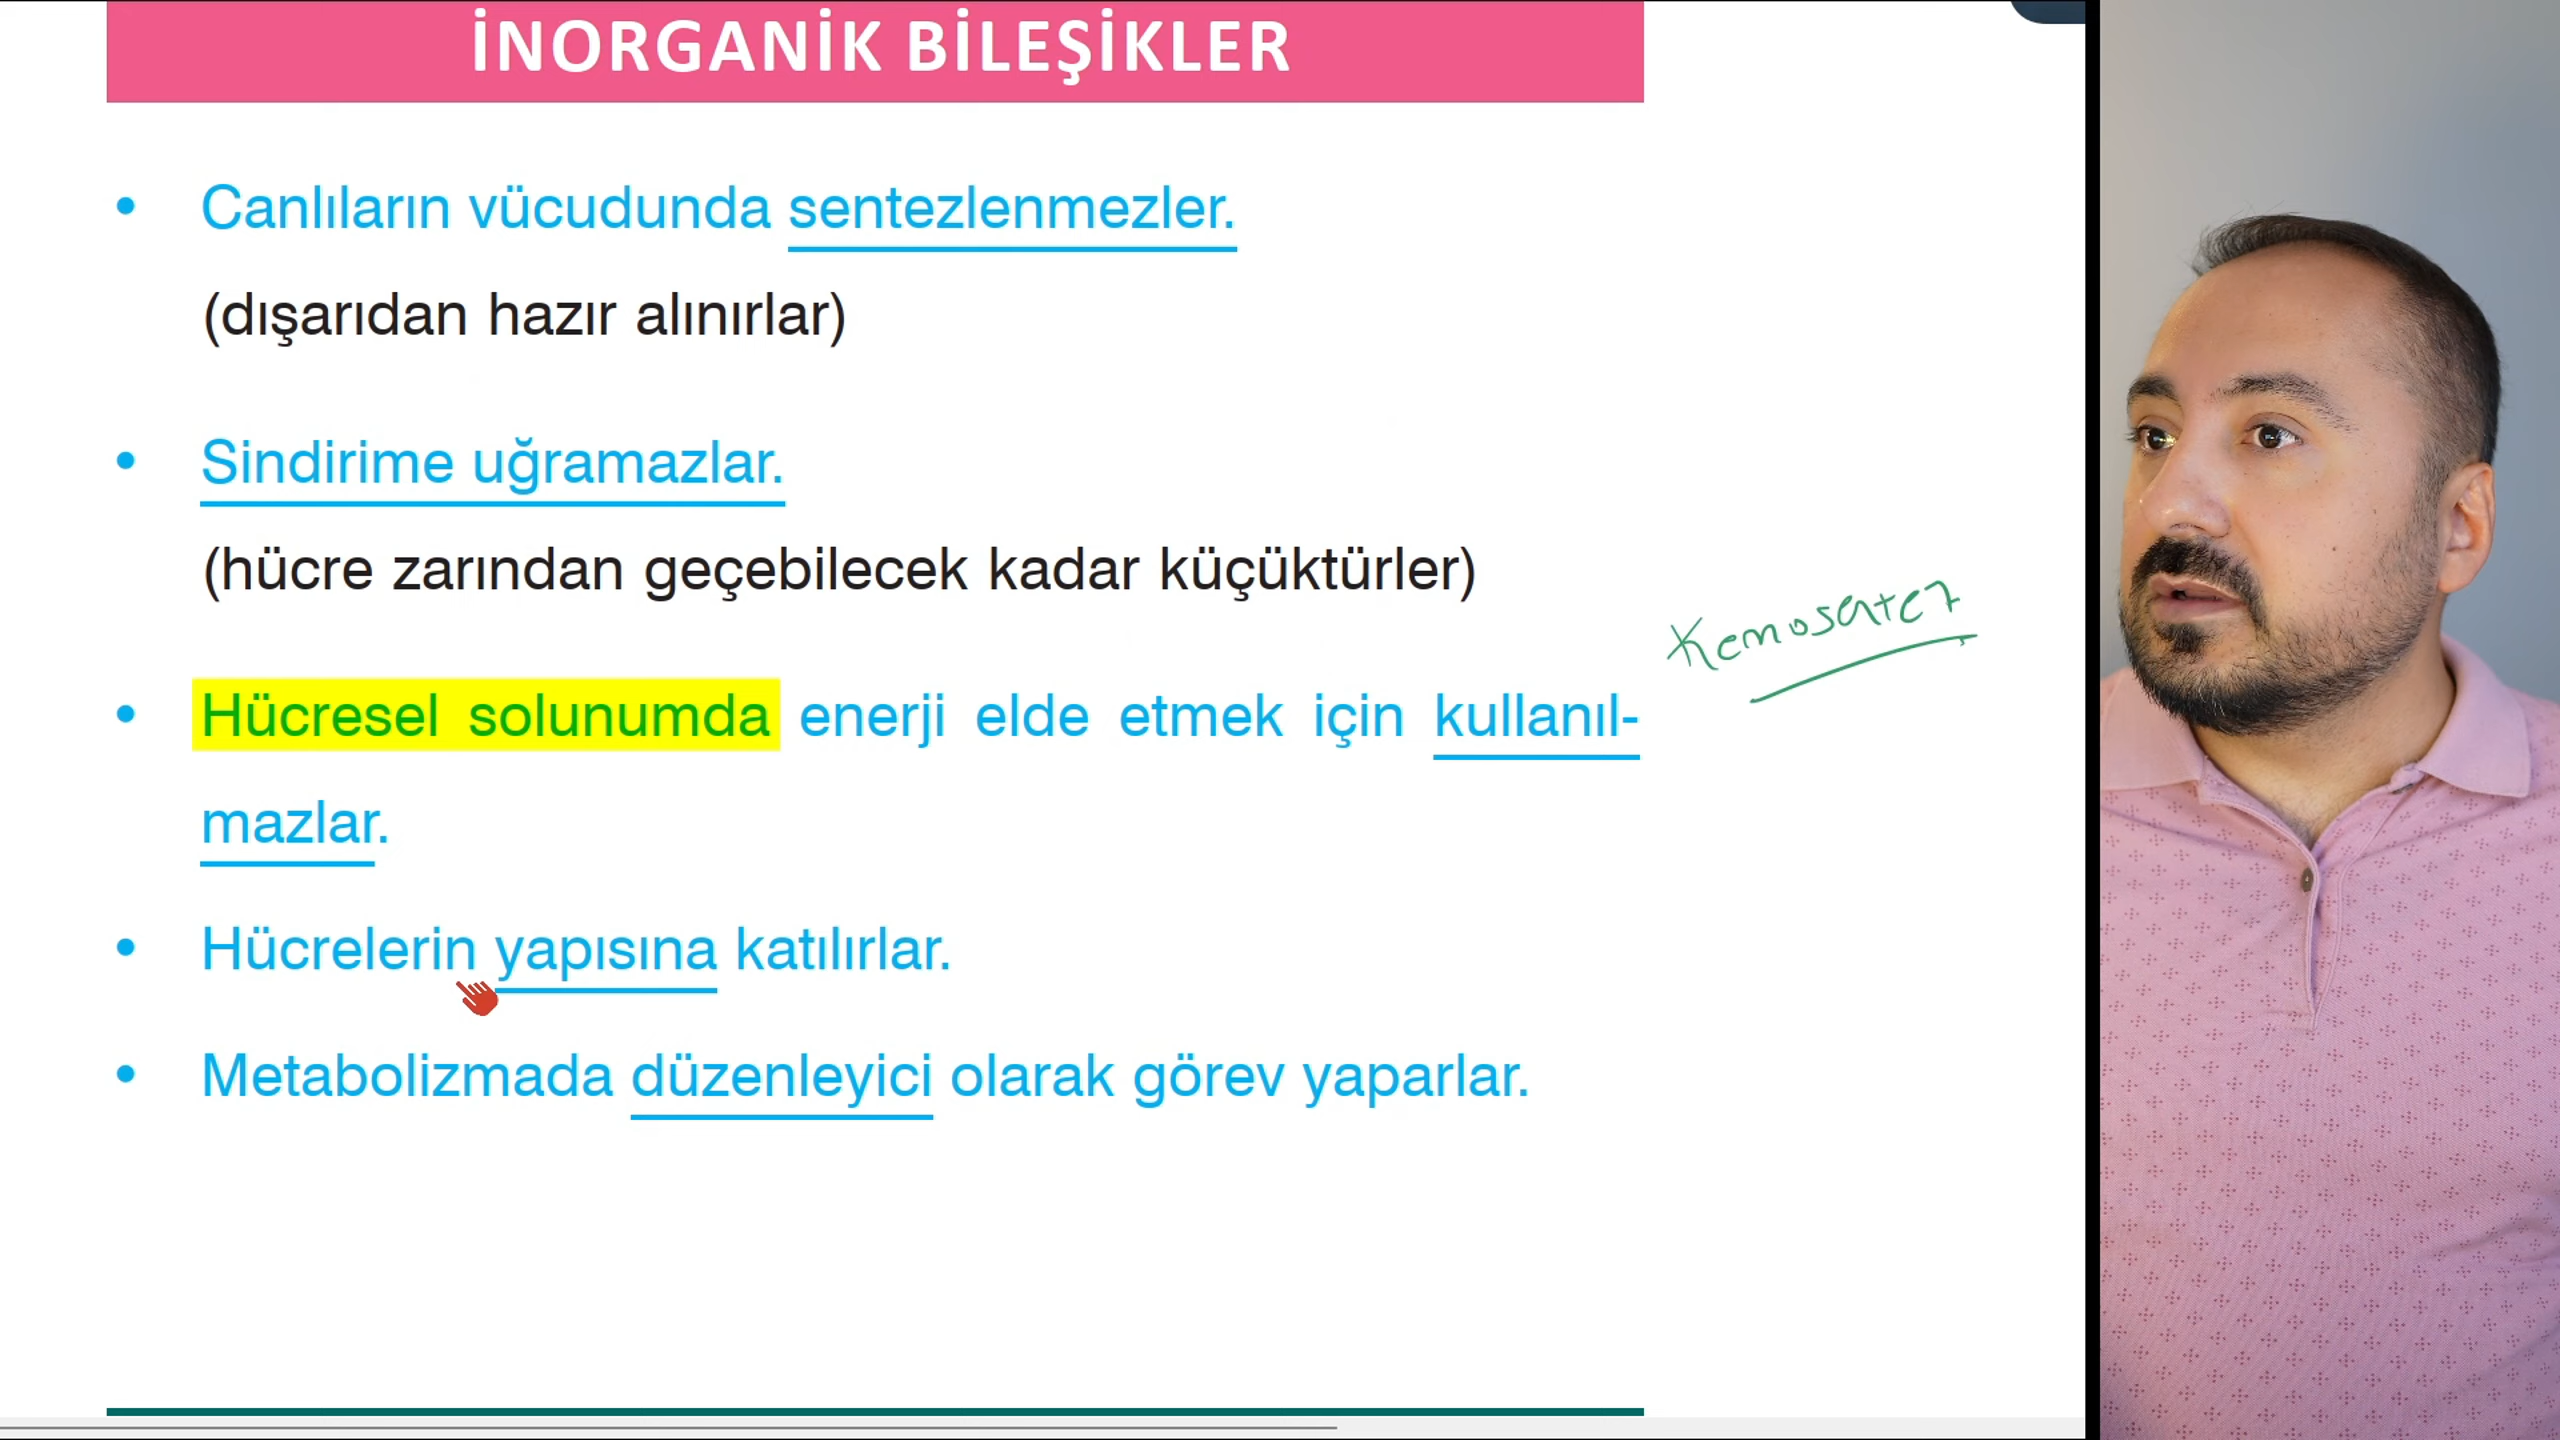 İNORGANİK BİLEŞİKLER
• Canlıların vücudunda sentezlenmezler.
(dışarıdan hazır alınırlar)
• Sindirime uğramazlar.
(hücre zarından geçebilecek kadar küçüktürler)
Kemosentez
• Hücresel solunumda enerji elde etmek için kullanıl-
mazlar.
• Hücrelerin yapısına katılırlar.
• Metabolizmada düzenleyici olarak görev yaparlar.